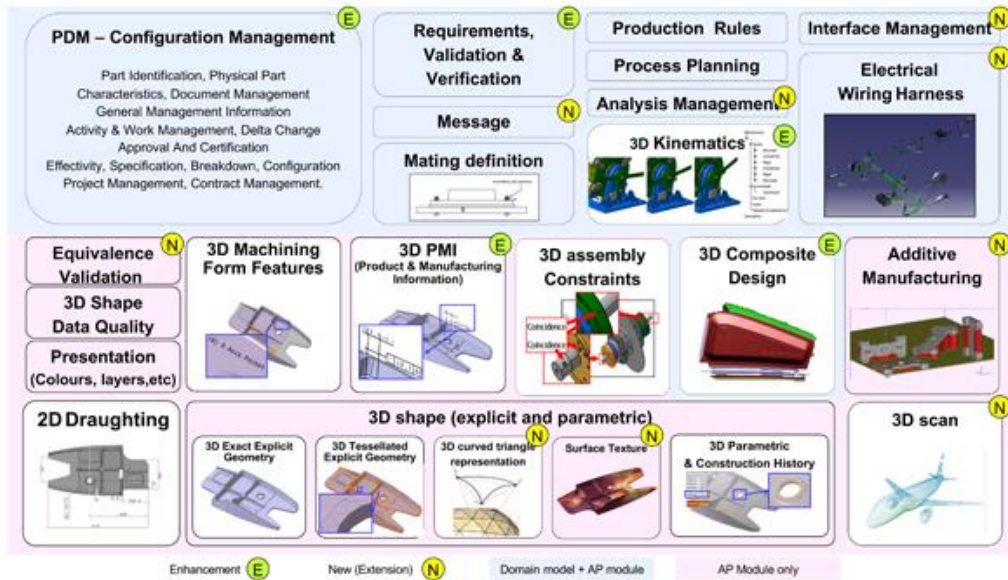 PDM – Configuration Management
E
Part Identification, Physical Part
Characteristics, Document Management
General Management Information
Activity & Work Management, Delta Change
Approval And Certification
Effectivity, Specification, Breakdown, Configuration
Project Management, Contract Management.
Requirements,
Validation &
Verification
E
Message
N
Mating definition
Production Rules
Process Planning
Analysis Management
N
3D Kinematics
E
Interface Management
N
Electrical
Wiring Harness
N
Equivalence
Validation
N
3D Shape
Data Quality
Presentation
(Colours, layers,etc)
3D Machining
Form Features
3D PMI
(Product & Manufacturing
Information)
E
3D assembly
Constraints
Coincidence
Coincidence
3D Composite
Design
E
Additive
Manufacturing
N
2D Draughting
3D shape (explicit and parametric)
3D Exact Explicit
Geometry
3D Tessellated
Explicit Geometry
3D curved triangle
representation
N
Surface Texture
N
3D Parametric
& Construction History
3D scan
N
Enhancement E
New (Extension) N
Domain model + AP module
AP Module only